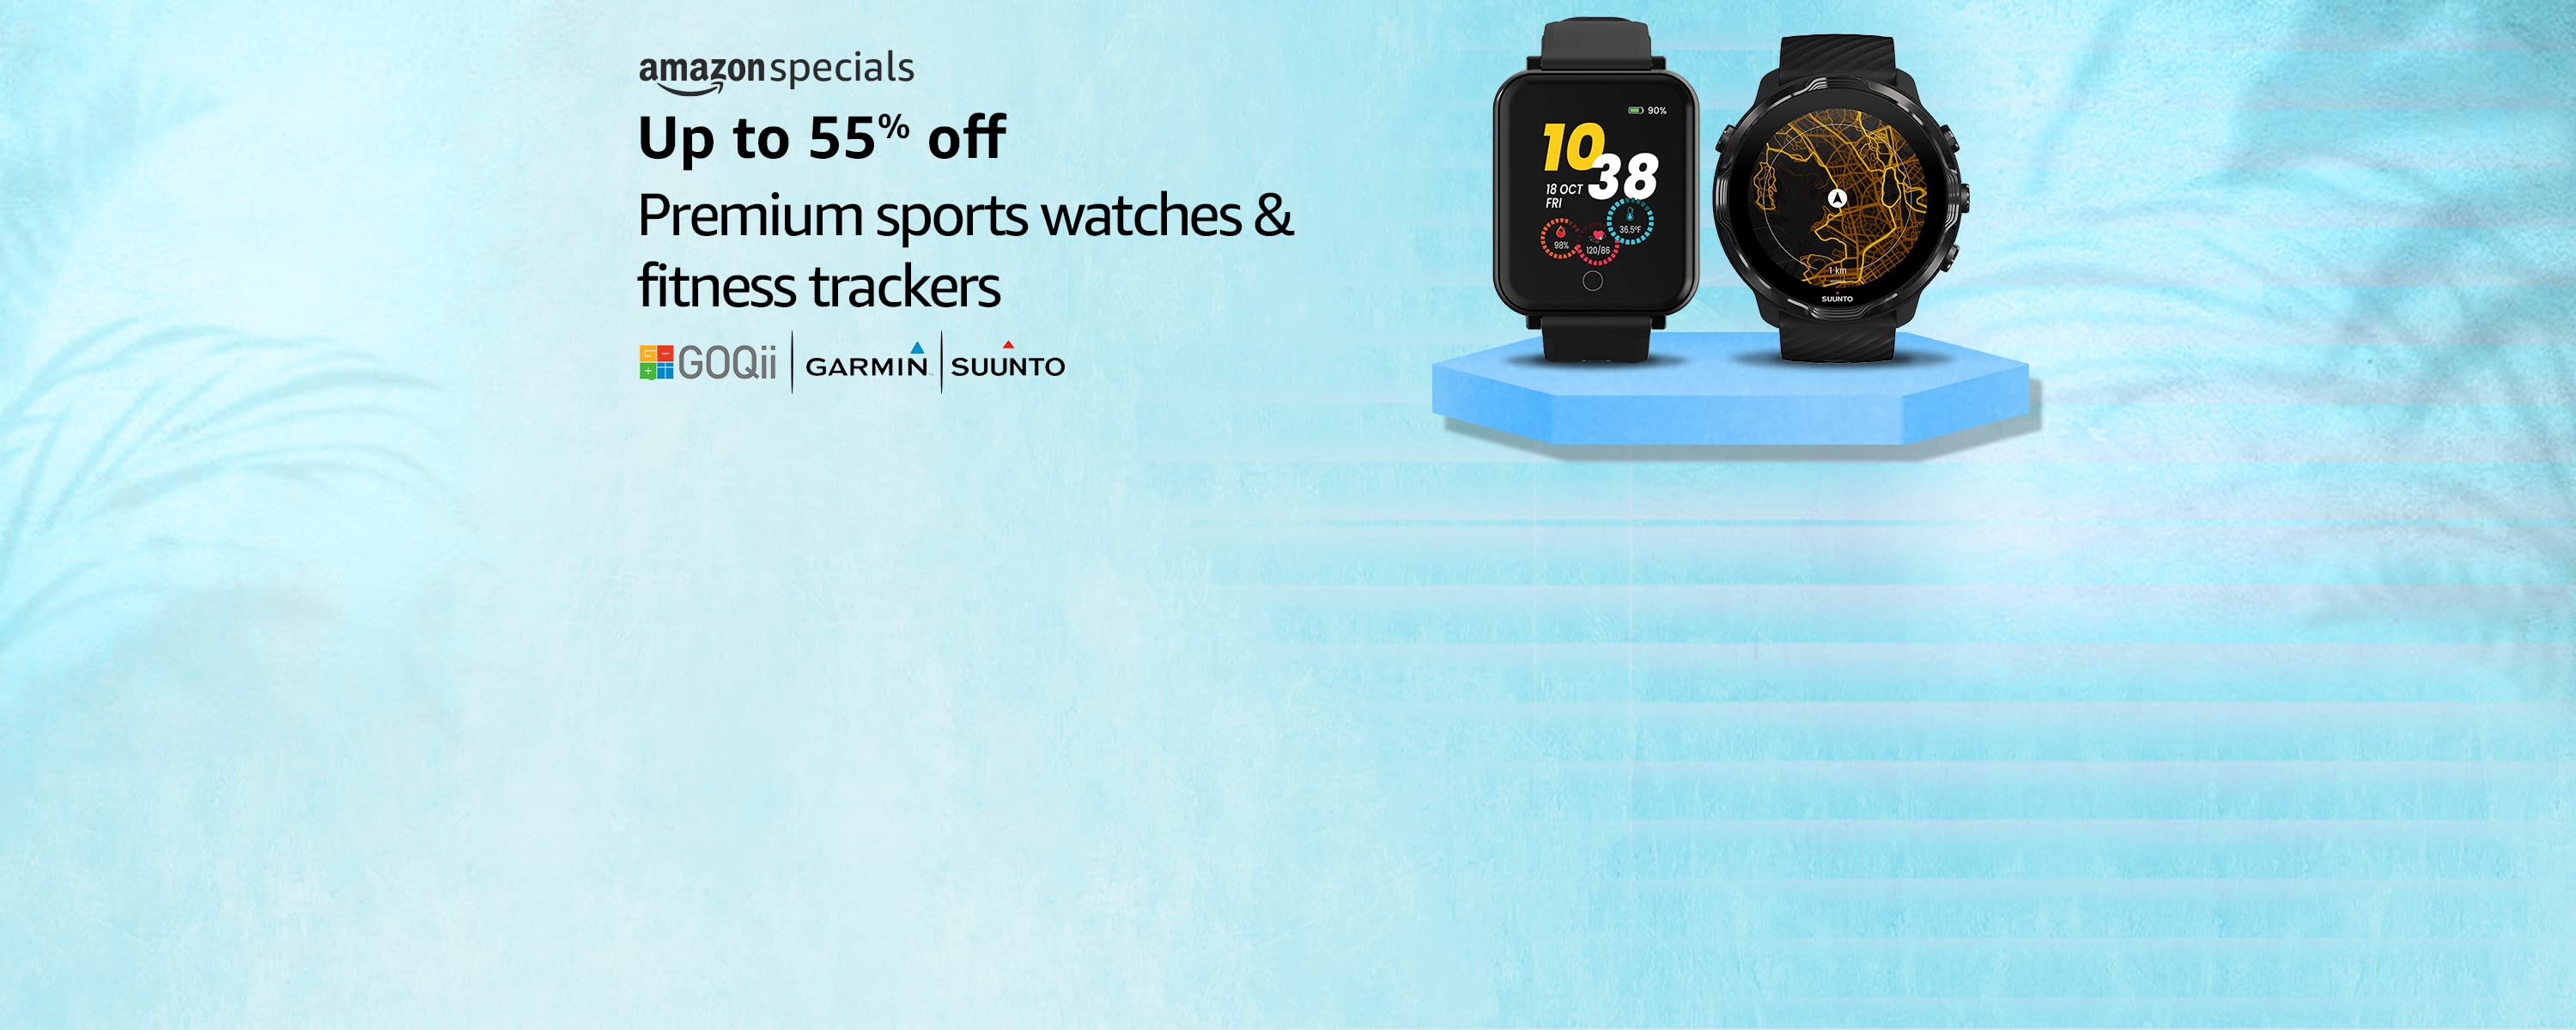 amazon specials
Up to 55% off
Premium sports watches &
fitness trackers
GOQii GARMIN SUUNTO
90%
10
38
18 OCT
FRI
36.5°F
98%
120/86
1 km
SUUNTO